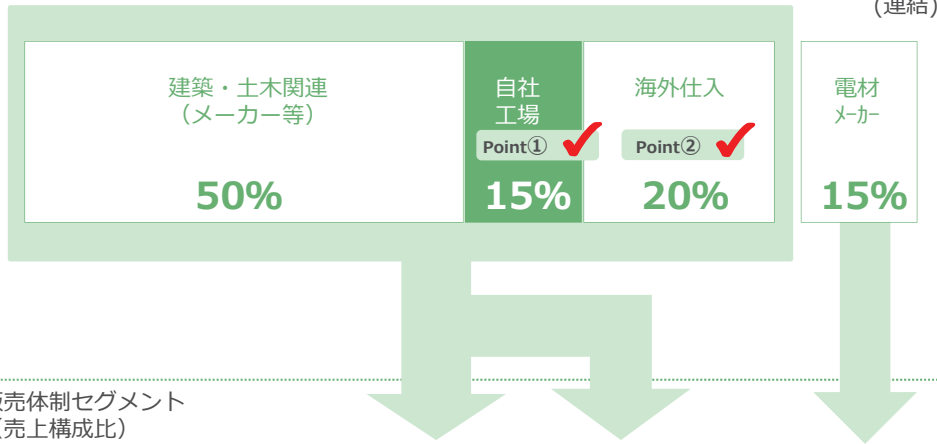 (連結)
建築・土木関連
（メーカー等）
50%
自社
工場
Point①
15%
海外仕入
Point②
20%
電材
ﾒｰｶｰ
15%
販売体制セグメント
（売上構成比）